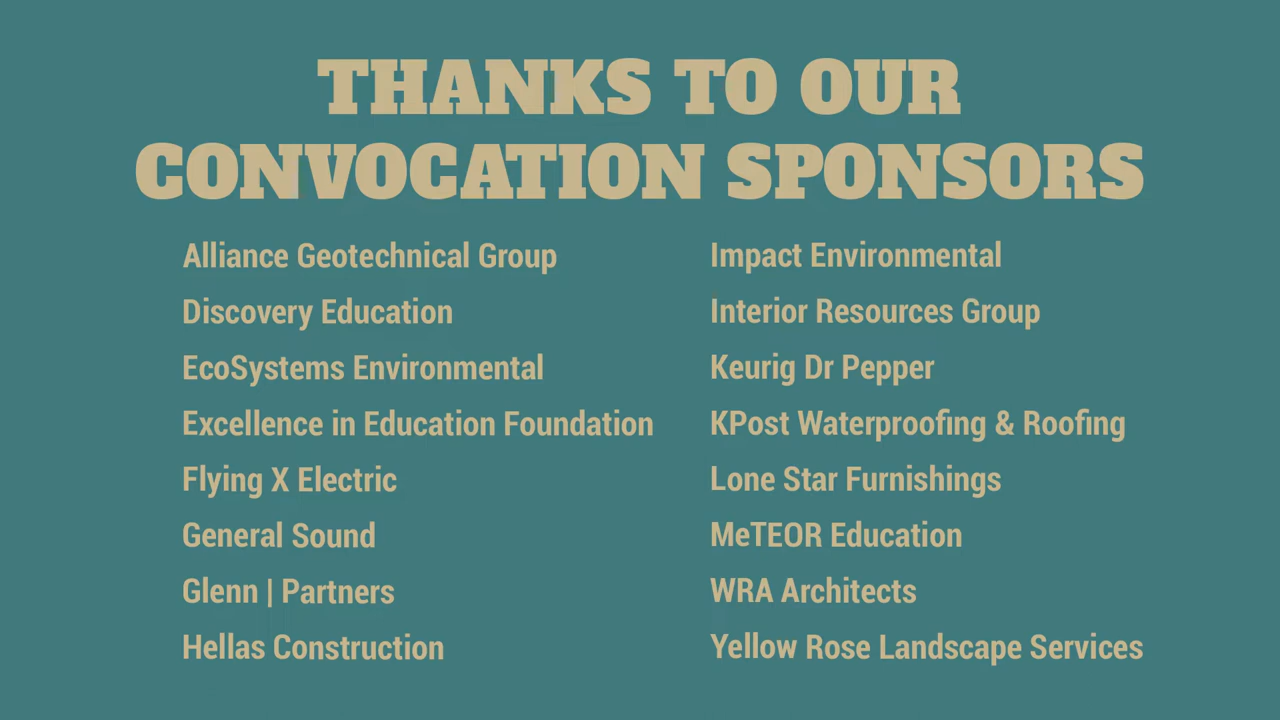 THANKS TO OUR
CONVOCATION SPONSORS
Alliance Geotechnical Group
Discovery Education
EcoSystems Environmental
Excellence in Education Foundation
Flying X Electric
General Sound
Glenn | Partners
Hellas Construction
Impact Environmental
Interior Resources Group
Keurig Dr Pepper
KPost Waterproofing & Roofing
Lone Star Furnishings
MeTEOR Education
WRA Architects
Yellow Rose Landscape Services